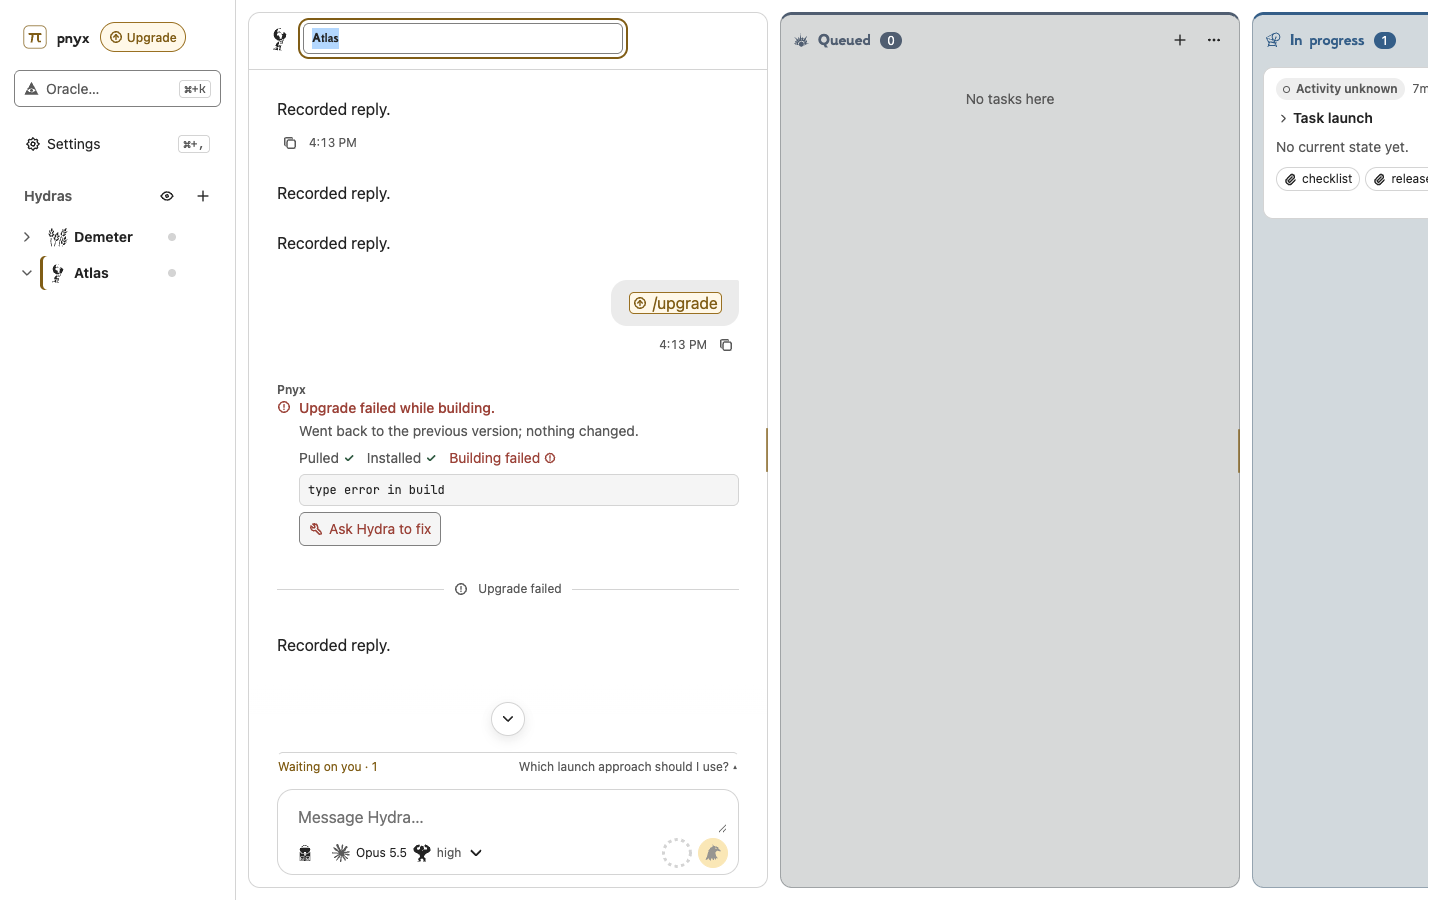 pnyx
Upgrade
Oracle...
⌘+K
Settings
⌘+,
Hydras
Demeter
Atlas
Atlas
Recorded reply.
4:13 PM
Recorded reply.
Recorded reply.
/upgrade
4:13 PM
Pnyx
Upgrade failed while building.
Went back to the previous version; nothing changed.
Pulled Installed Building failed
type error in build
Ask Hydra to fix
Upgrade failed
Recorded reply.
Waiting on you · 1 Which launch approach should I use?
Message Hydra...
Opus 5.5 high
Queued 0
No tasks here
In progress 1
Activity unknown 7m
Task launch
No current state yet.
checklist release